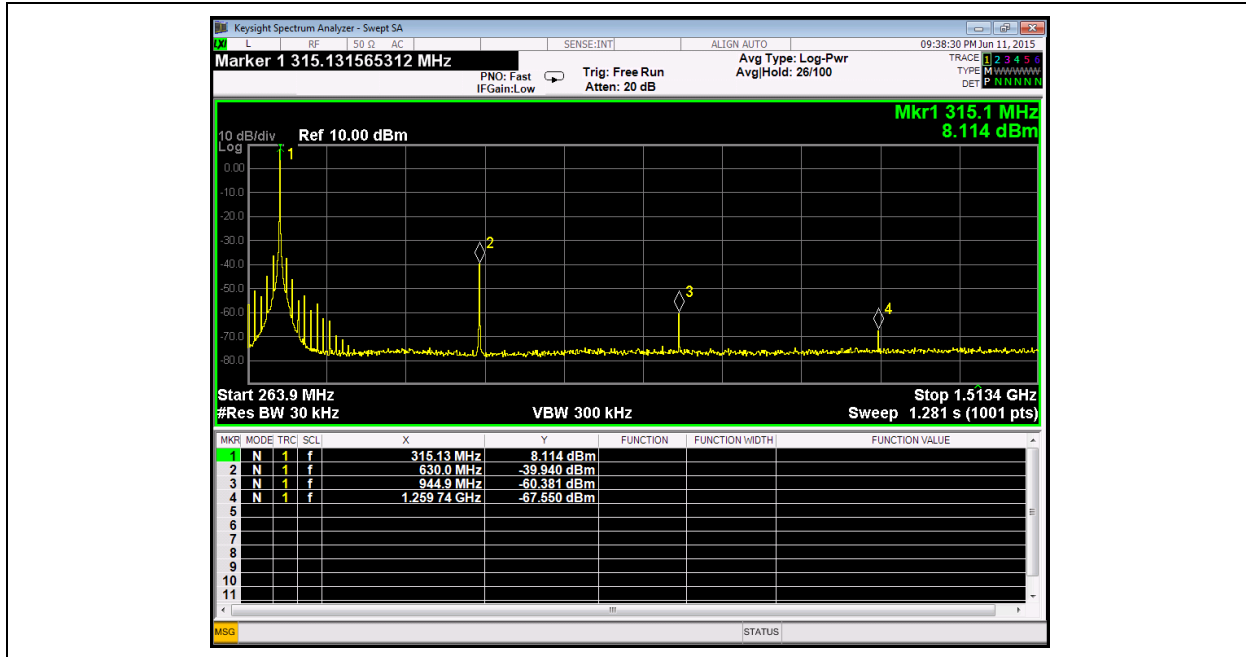 Keysight Spectrum Analyzer - Swept SA
LXI L RF 50 Ω AC SENSE:INT ALIGN AUTO 09:38:30 PM Jun 11, 2015
Marker 1 315.131565312 MHz
PNO: Fast
IFGain:Low
Trig: Free Run
Atten: 20 dB
Avg Type: Log-Pwr
Avg|Hold: 26/100
TRACE 1 2 3 4 5 6
TYPE M WWWWW
DET P N N N N N
Mkr1 315.1 MHz
8.114 dBm
10 dB/div Ref 10.00 dBm
Log
1
0.00
-10.0
-20.0
-30.0
2
-40.0
-50.0
3
-60.0
4
-70.0
-80.0
Start 263.9 MHz Stop 1.5134 GHz
#Res BW 30 kHz VBW 300 kHz Sweep 1.281 s (1001 pts)
MKR MODE TRC SCL X Y FUNCTION FUNCTION WIDTH FUNCTION VALUE
1 N 1 f 315.13 MHz 8.114 dBm
2 N 1 f 630.0 MHz -39.940 dBm
3 N 1 f 944.9 MHz -60.381 dBm
4 N 1 f 1.259 74 GHz -67.550 dBm
5
6
7
8
9
10
11
MSG STATUS